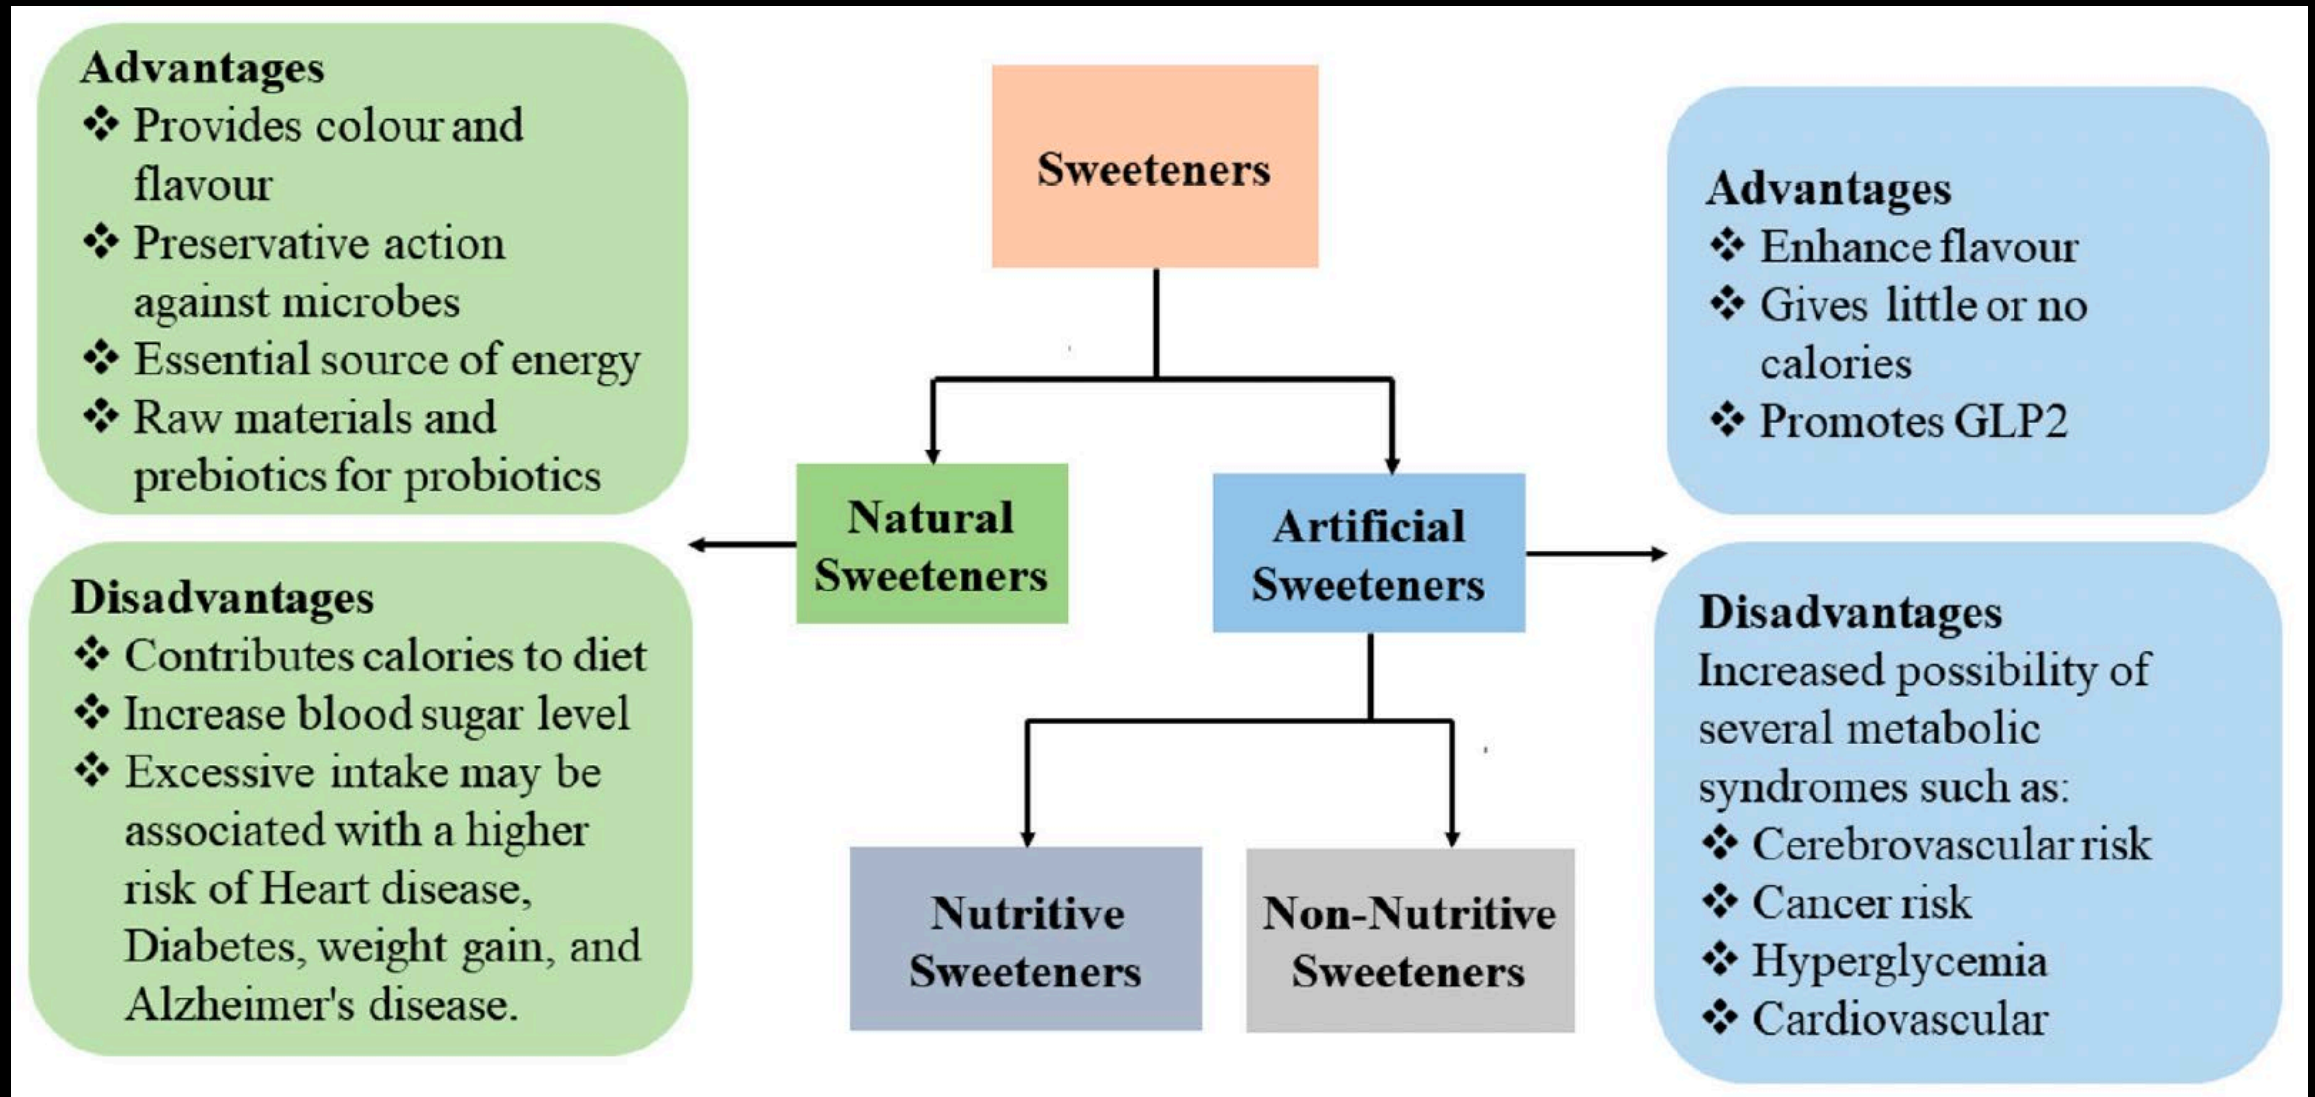 Advantages
❖ Provides colour and
flavour
❖ Preservative action
against microbes
❖ Essential source of energy
❖ Raw materials and
prebiotics for probiotics
Disadvantages
❖ Contributes calories to diet
❖ Increase blood sugar level
❖ Excessive intake may be
associated with a higher
risk of Heart disease,
Diabetes, weight gain, and
Alzheimer's disease.
Sweeteners
Natural
Sweeteners
Artificial
Sweeteners
Nutritive
Sweeteners
Non-Nutritive
Sweeteners
Advantages
❖ Enhance flavour
❖ Gives little or no
calories
❖ Promotes GLP2
Disadvantages
Increased possibility of
several metabolic
syndromes such as:
❖ Cerebrovascular risk
❖ Cancer risk
❖ Hyperglycemia
❖ Cardiovascular